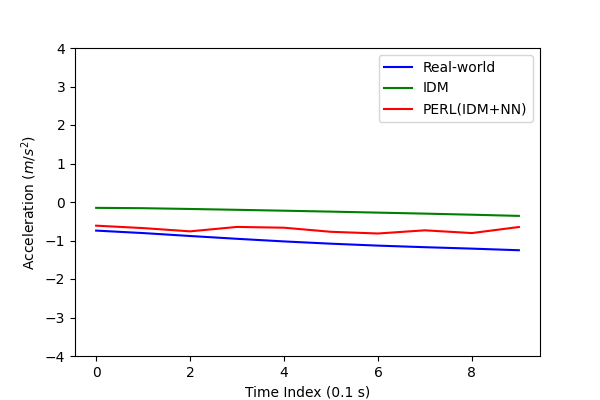 4
3
2
1
0
−1
−2
−3
−4
Acceleration (m/s²)
Real-world
IDM
PERL(IDM+NN)
0 2 4 6 8
Time Index (0.1 s)